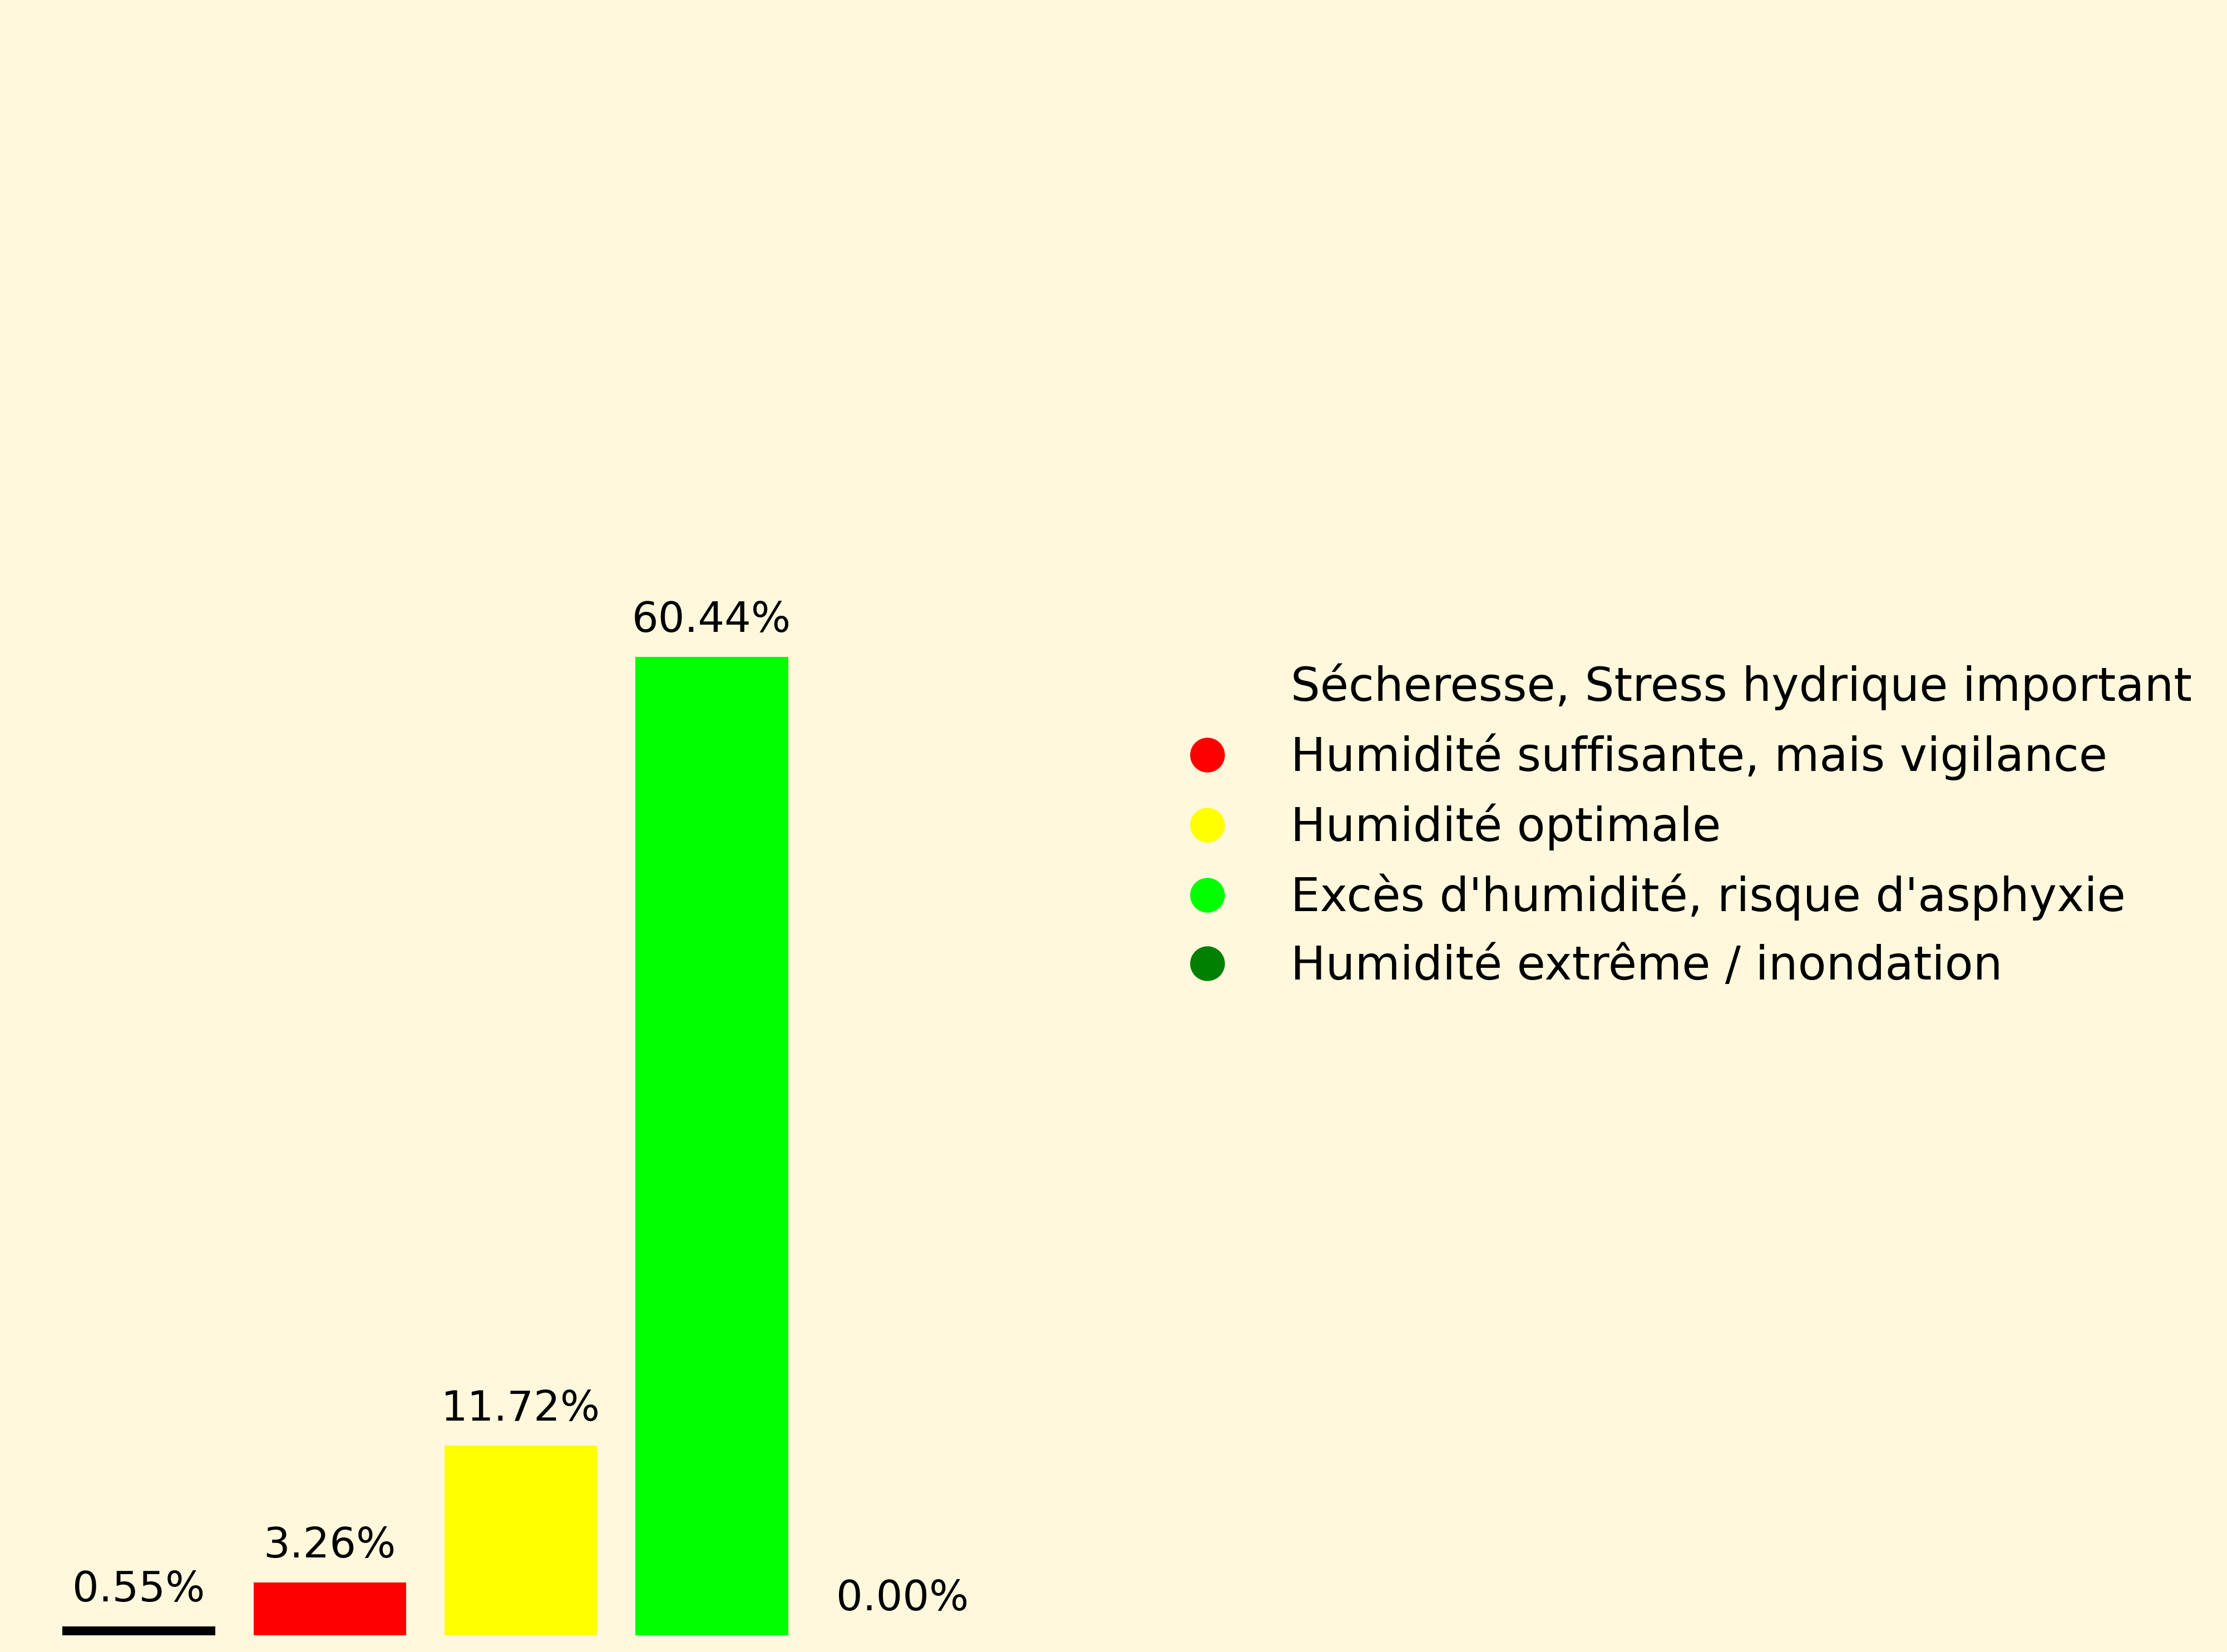 60.44%
Sécheresse, Stress hydrique important
Humidité suffisante, mais vigilance
Humidité optimale
Excès d'humidité, risque d'asphyxie
Humidité extrême / inondation
11.72%
3.26%
0.55%
0.00%